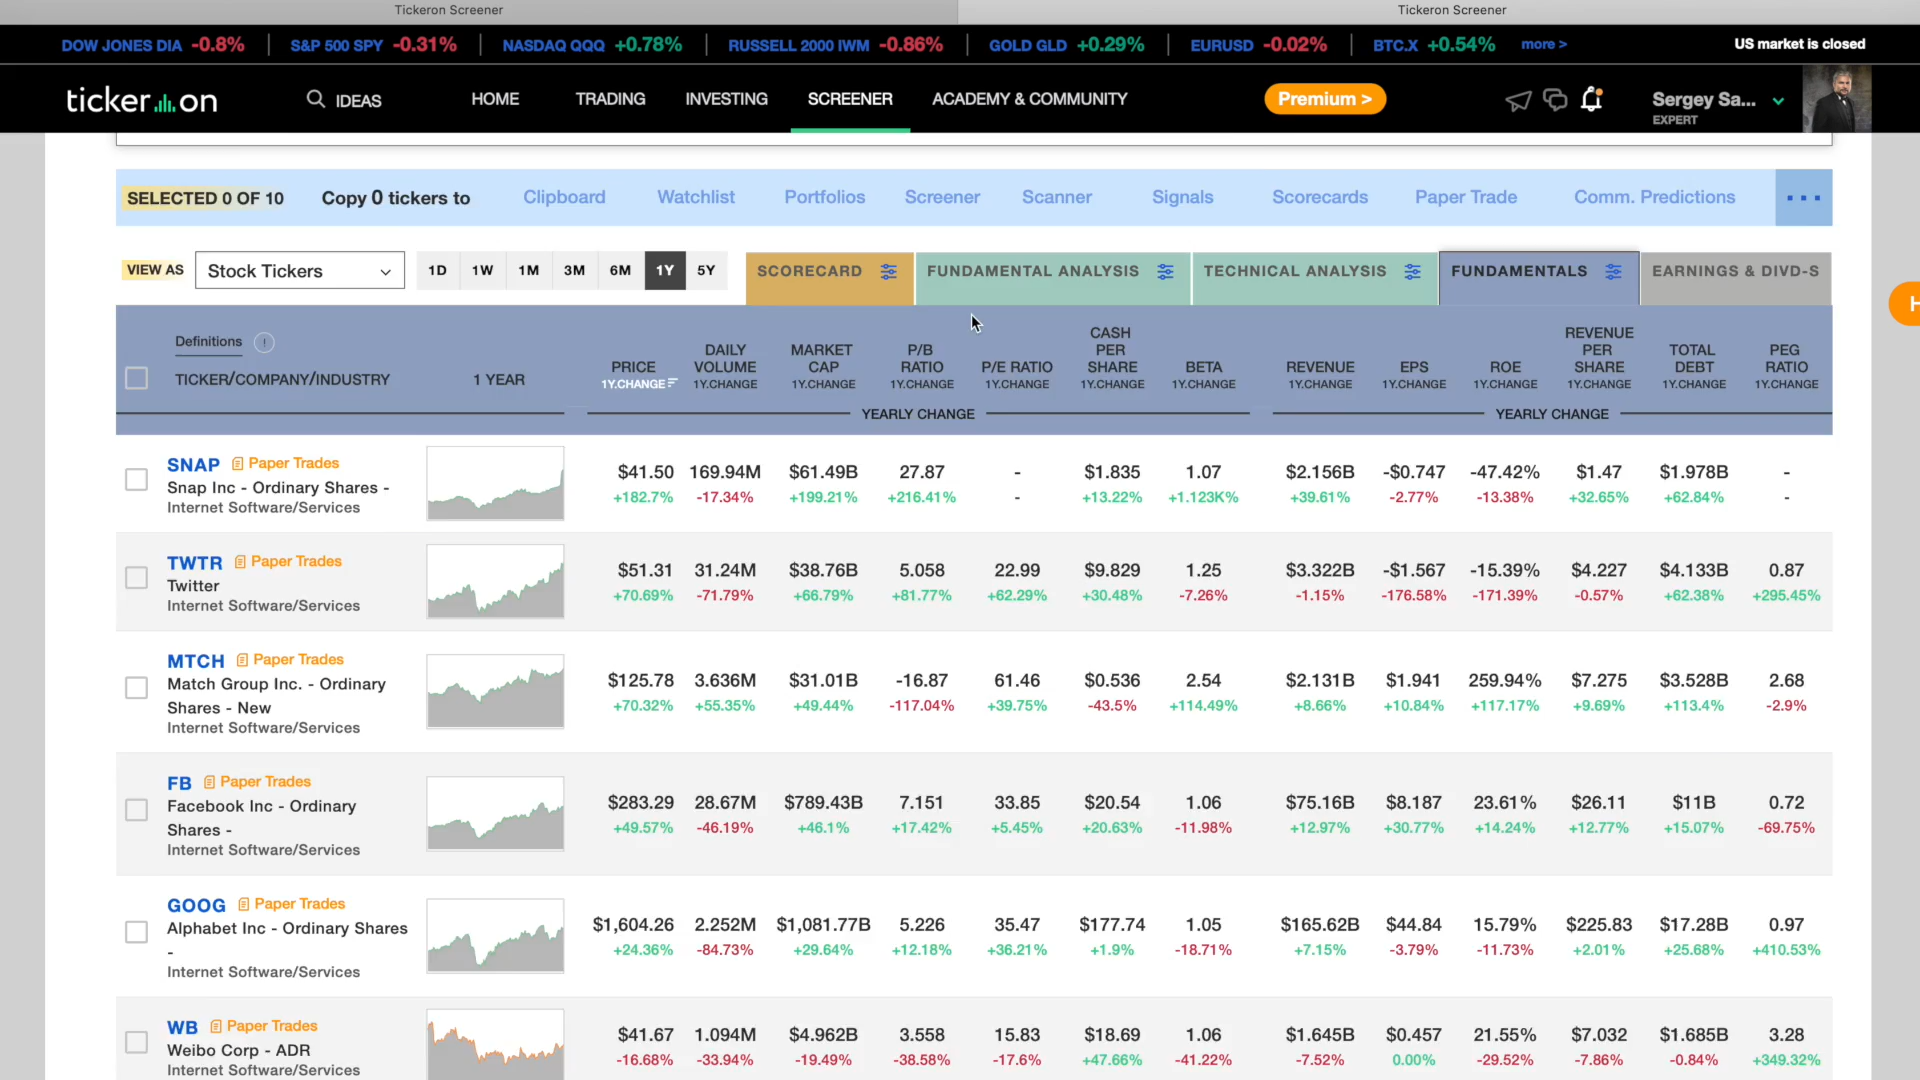 Tickeron Screener
Tickeron Screener
DOW JONES DIA -0.8% S&P 500 SPY -0.31% NASDAQ QQQ +0.78% RUSSELL 2000 IWM -0.86% GOLD GLD +0.29% EURUSD -0.02% BTC.X +0.54% more > US market is closed
tickeron IDEAS HOME TRADING INVESTING SCREENER ACADEMY & COMMUNITY Premium > Sergey Sa...
EXPERT
SELECTED 0 OF 10 Copy 0 tickers to Clipboard Watchlist Portfolios Screener Scanner Signals Scorecards Paper Trade Comm. Predictions ...
VIEW AS Stock Tickers 1D 1W 1M 3M 6M 1Y 5Y SCORECARD FUNDAMENTAL ANALYSIS TECHNICAL ANALYSIS FUNDAMENTALS EARNINGS & DIVD-S
H
Definitions !
TICKER/COMPANY/INDUSTRY 1 YEAR
PRICE 1Y.CHANGE
DAILY VOLUME 1Y.CHANGE
MARKET CAP 1Y.CHANGE
P/B RATIO 1Y.CHANGE
P/E RATIO 1Y.CHANGE
CASH PER SHARE 1Y.CHANGE
BETA 1Y.CHANGE
REVENUE 1Y.CHANGE
EPS 1Y.CHANGE
ROE 1Y.CHANGE
REVENUE PER SHARE 1Y.CHANGE
TOTAL DEBT 1Y.CHANGE
PEG RATIO 1Y.CHANGE
YEARLY CHANGE YEARLY CHANGE
SNAP Paper Trades
Snap Inc - Ordinary Shares -
Internet Software/Services
$41.50 169.94M $61.49B 27.87 - $1.835 1.07 $2.156B -$0.747 -47.42% $1.47 $1.978B -
+182.7% -17.34% +199.21% +216.41% - +13.22% +1.123K% +39.61% -2.77% -13.38% +32.65% +62.84% -
TWTR Paper Trades
Twitter
Internet Software/Services
$51.31 31.24M $38.76B 5.058 22.99 $9.829 1.25 $3.322B -$1.567 -15.39% $4.227 $4.133B 0.87
+70.69% -71.79% +66.79% +81.77% +62.29% +30.48% -7.26% -1.15% -176.58% -171.39% -0.57% +62.38% +295.45%
MTCH Paper Trades
Match Group Inc. - Ordinary
Shares - New
Internet Software/Services
$125.78 3.636M $31.01B -16.87 61.46 $0.536 2.54 $2.131B $1.941 259.94% $7.275 $3.528B 2.68
+70.32% +55.35% +49.44% -117.04% +39.75% -43.5% +114.49% +8.66% +10.84% +117.17% +9.69% +113.4% -2.9%
FB Paper Trades
Facebook Inc - Ordinary
Shares -
Internet Software/Services
$283.29 28.67M $789.43B 7.151 33.85 $20.54 1.06 $75.16B $8.187 23.61% $26.11 $11B 0.72
+49.57% -46.19% +46.1% +17.42% +5.45% +20.63% -11.98% +12.97% +30.77% +14.24% +12.77% +15.07% -69.75%
GOOG Paper Trades
Alphabet Inc - Ordinary Shares
-
Internet Software/Services
$1,604.26 2.252M $1,081.77B 5.226 35.47 $177.74 1.05 $165.62B $44.84 15.79% $225.83 $17.28B 0.97
+24.36% -84.73% +29.64% +12.18% +36.21% +1.9% -18.71% +7.15% -3.79% -11.73% +2.01% +25.68% +410.53%
WB Paper Trades
Weibo Corp - ADR
Internet Software/Services
$41.67 1.094M $4.962B 3.558 15.83 $18.69 1.06 $1.645B $0.457 21.55% $7.032 $1.685B 3.28
-16.68% -33.94% -19.49% -38.58% -17.6% +47.66% -41.22% -7.52% 0.00% -29.52% -7.86% -0.84% +349.32%